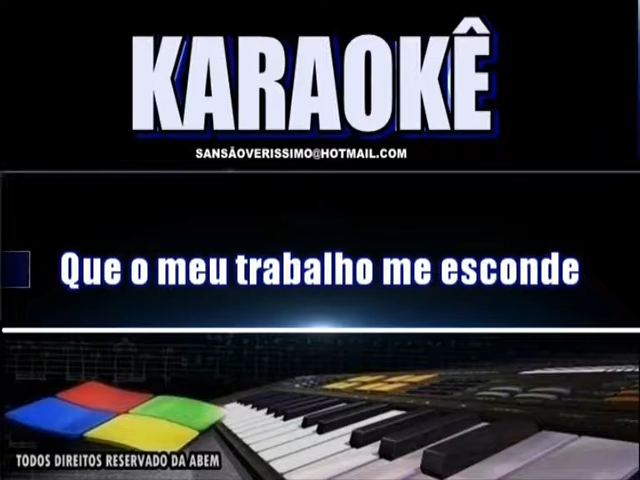 KARAOKÊ
SANSÃOVERISSIMO@HOTMAIL.COM
Que o meu trabalho me esconde
TODOS DIREITOS RESERVADO DA ABEM